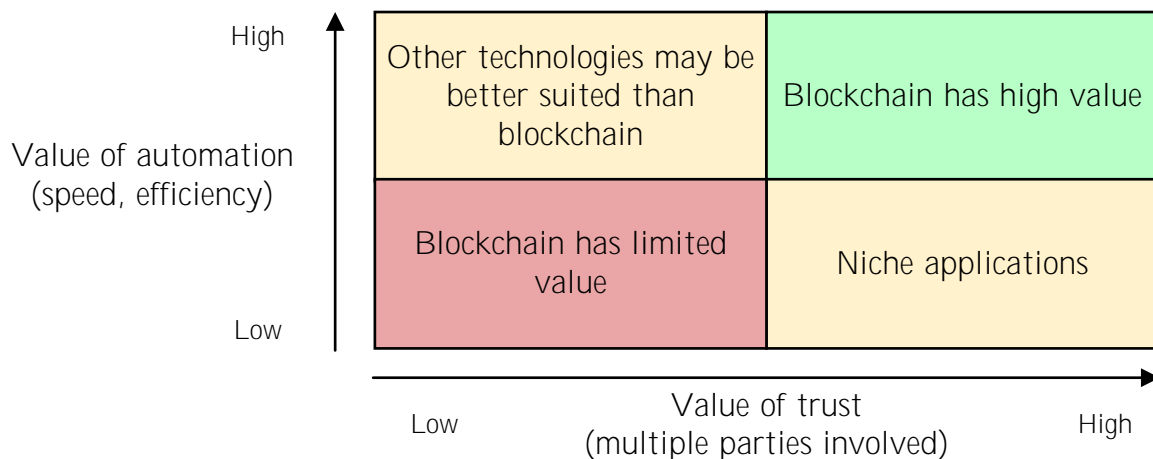 High
Value of automation
(speed, efficiency)
Low
Other technologies may be
better suited than
blockchain
Blockchain has high value
Blockchain has limited
value
Niche applications
Low
Value of trust
(multiple parties involved)
High